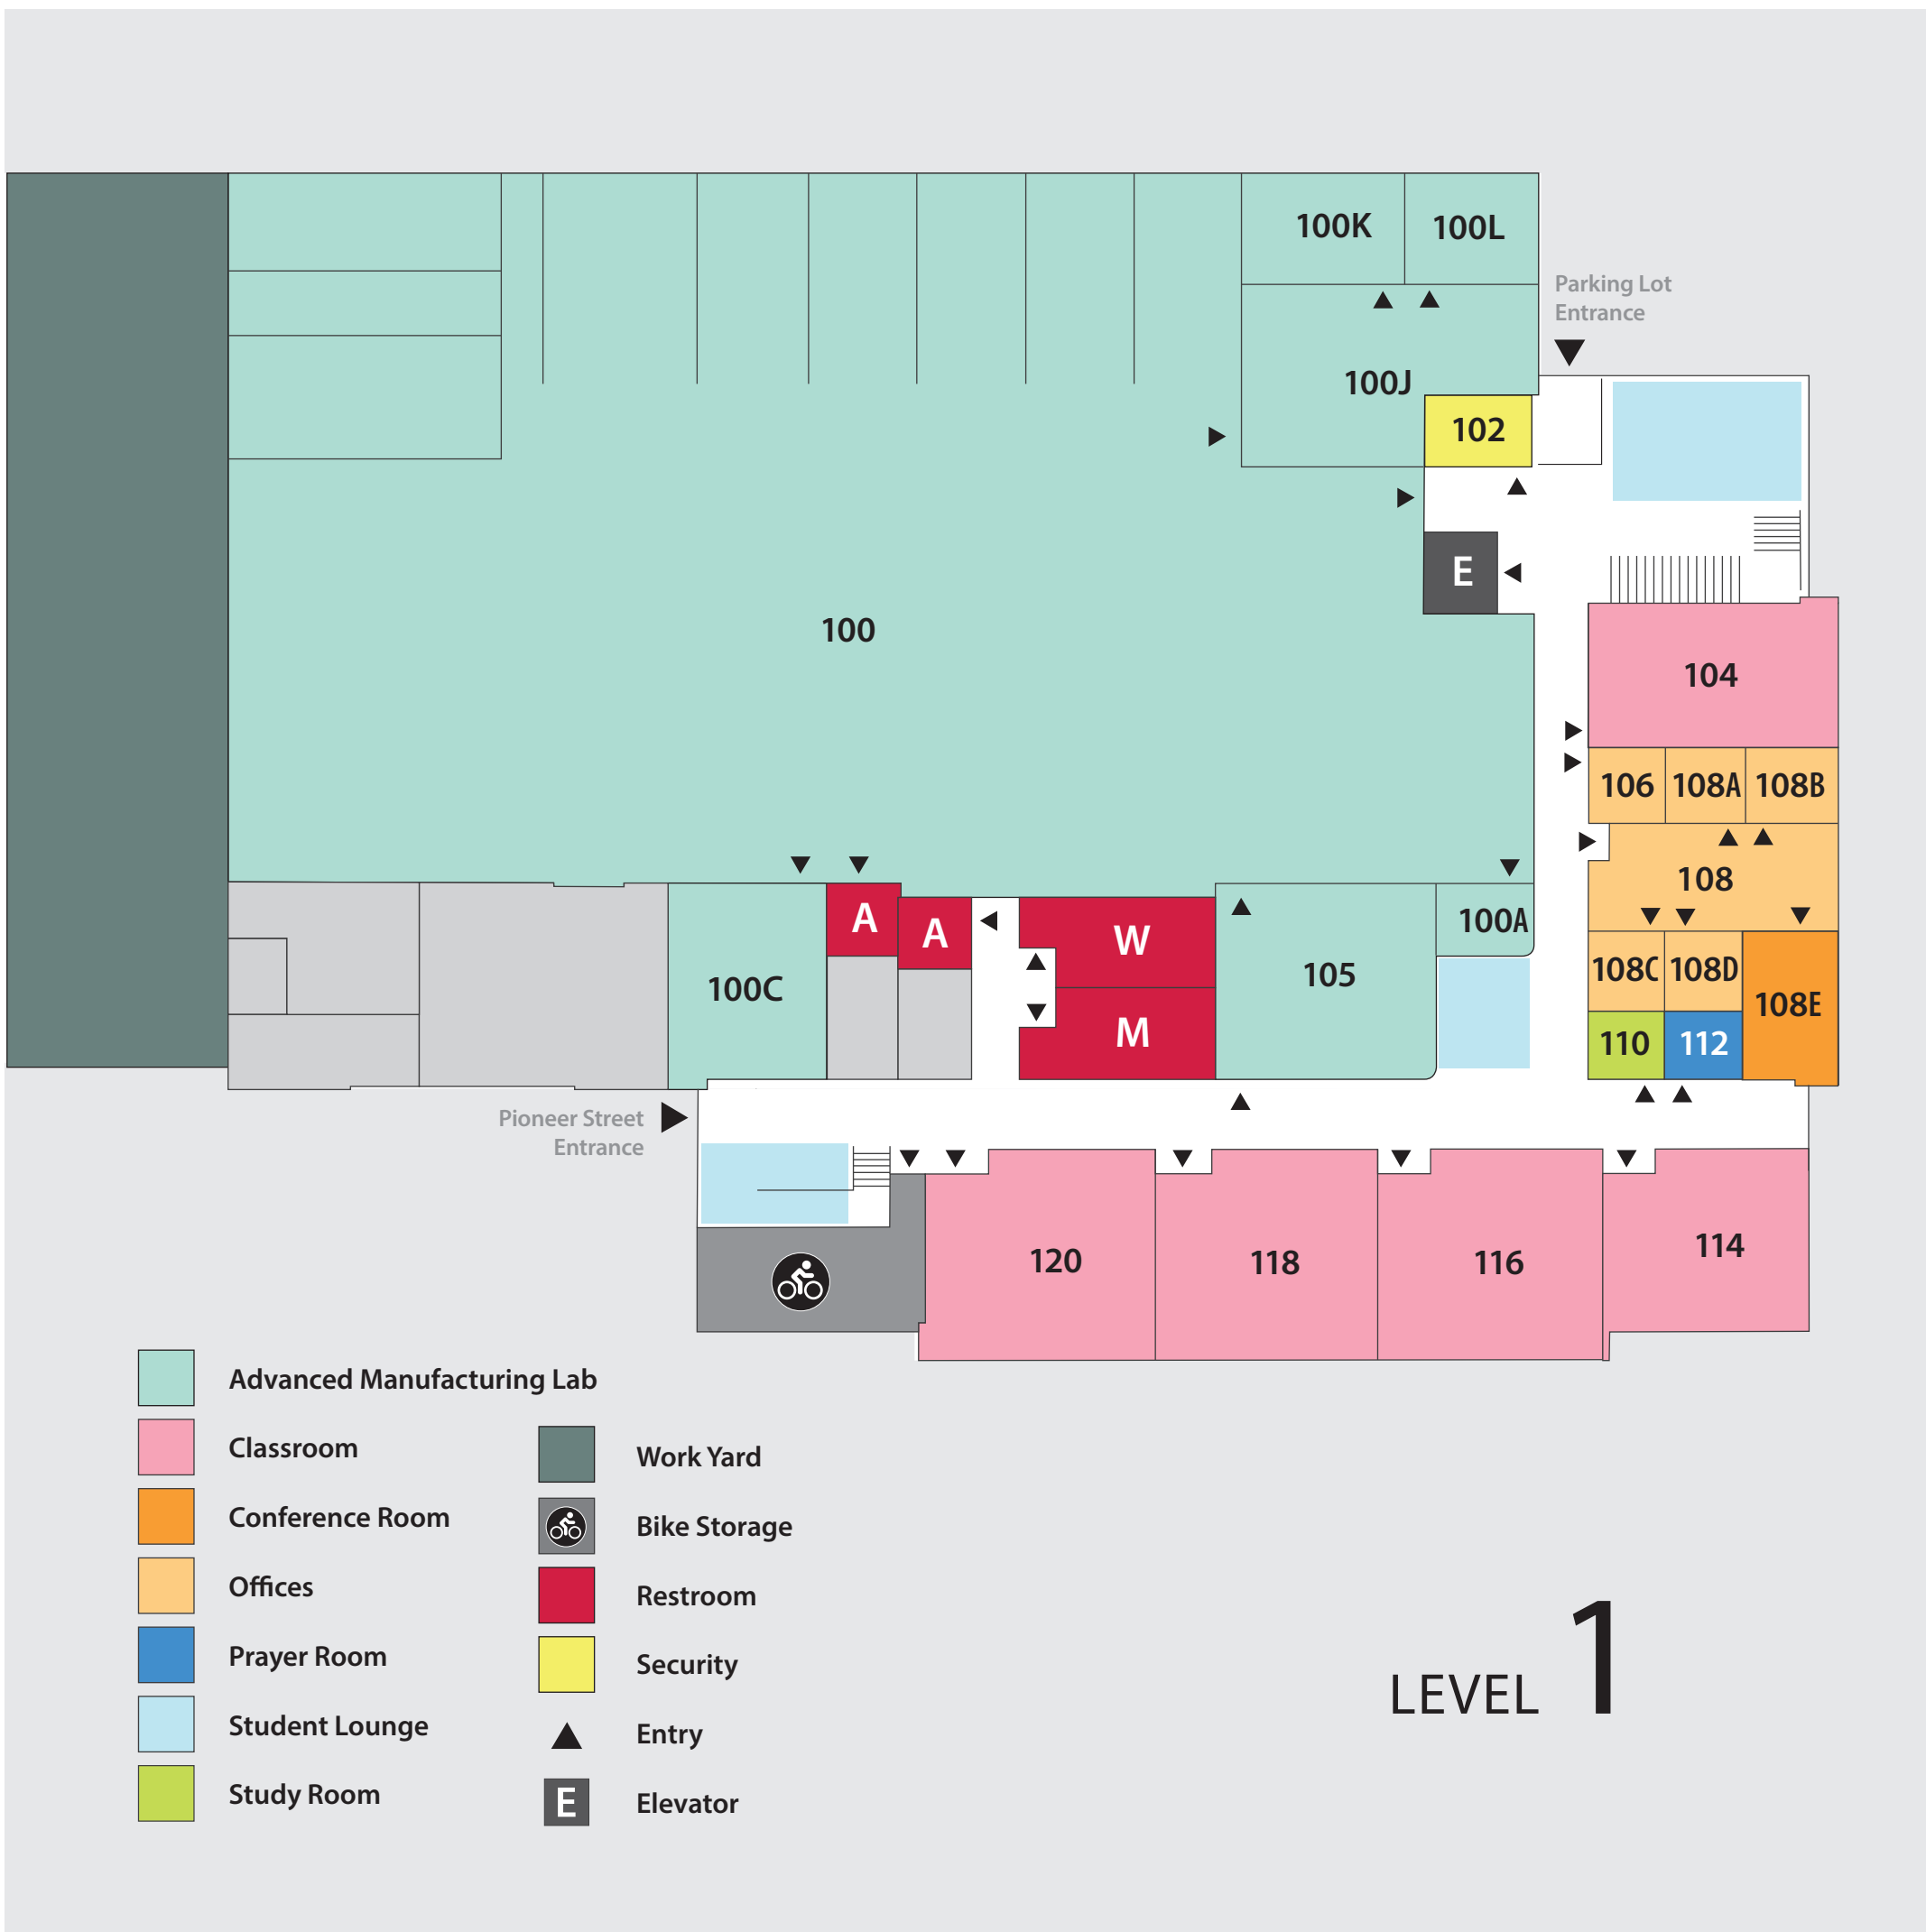 100K
100L
Parking Lot
Entrance
100J
102
E
100
104
106
108A
108B
108
A
A
W
100A
105
100C
108C
108D
108E
M
110
112
Pioneer Street
Entrance
120
118
116
114
Advanced Manufacturing Lab
Classroom
Conference Room
Offices
Prayer Room
Student Lounge
Study Room
Work Yard
Bike Storage
Restroom
Security
Entry
E
Elevator
LEVEL 1